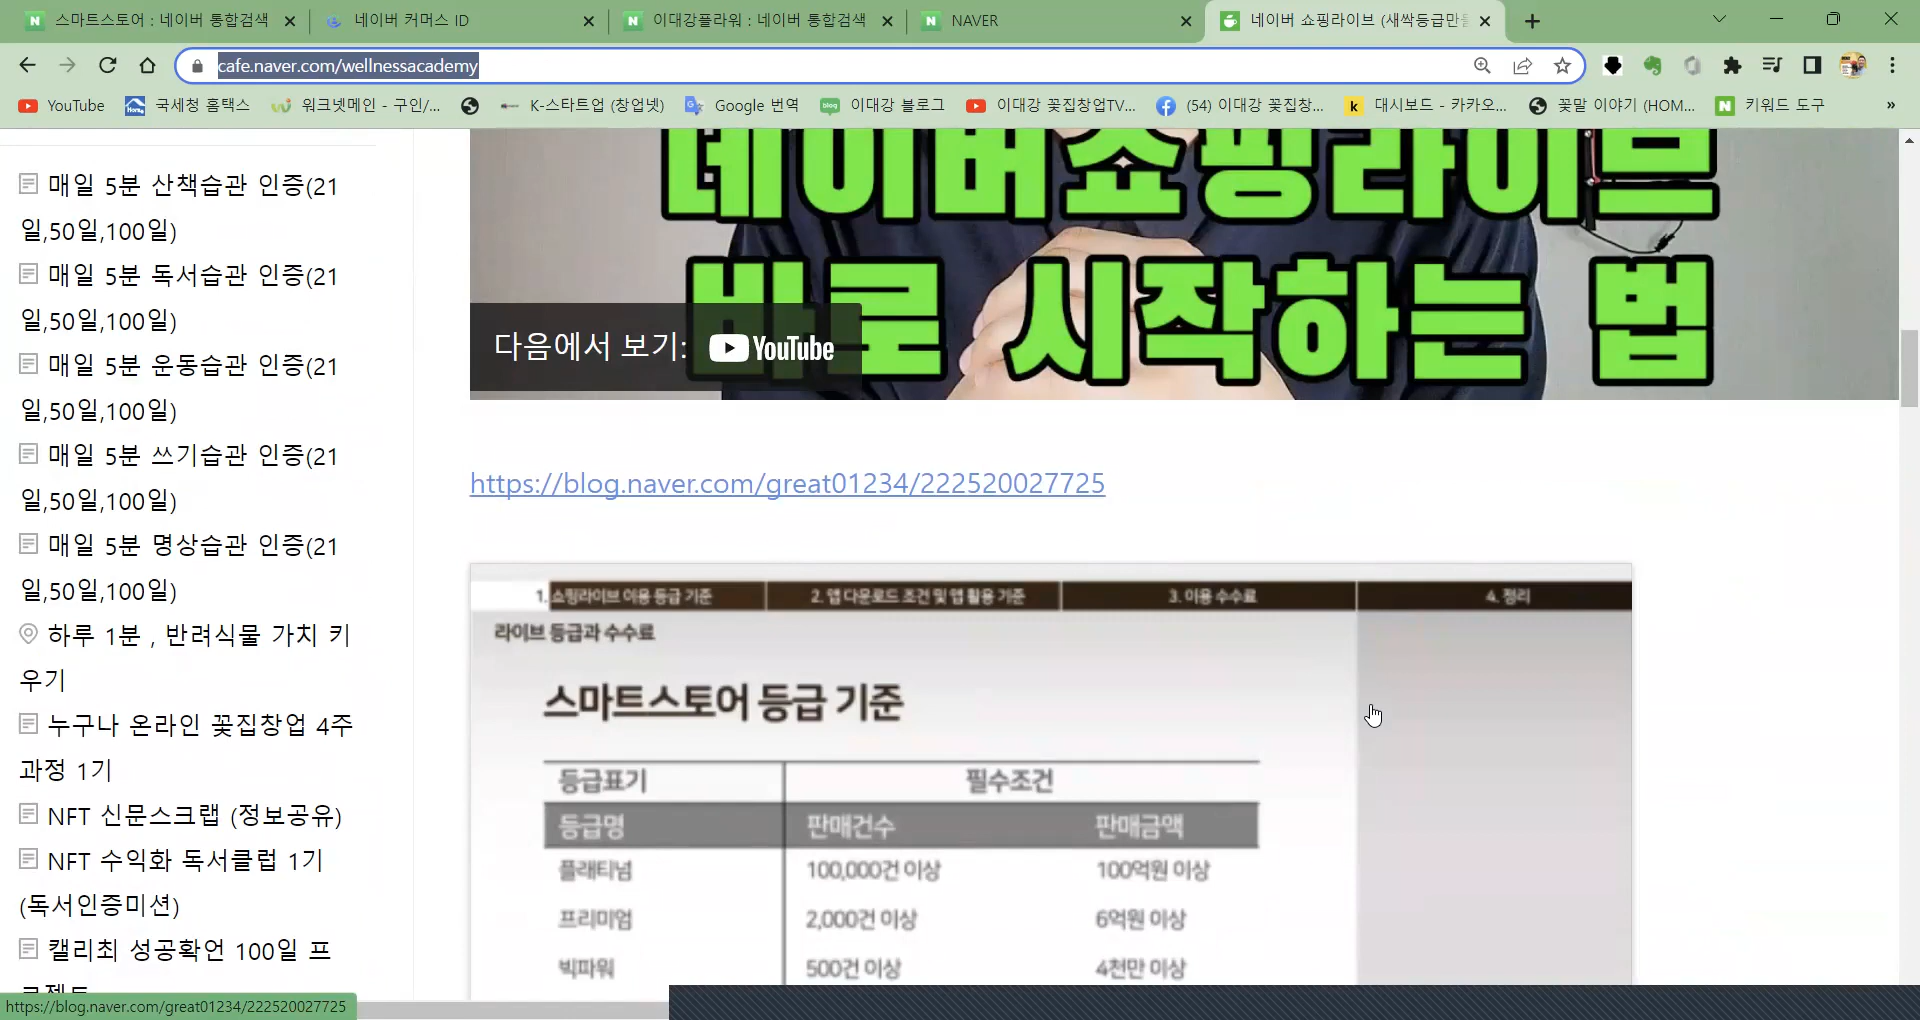 스마트스토어 : 네이버 통합검색
네이버 커머스 ID
이대강플라워 : 네이버 통합검색
NAVER
네이버 쇼핑라이브 (새싹등급만
cafe.naver.com/wellnessacademy
YouTube
국세청 홈택스
워크넷메인 - 구인/...
K-스타트업 (창업넷)
Google 번역
이대강 블로그
이대강 꽃집창업TV...
(54) 이대강 꽃집창...
대시보드 - 카카오...
꽃말 이야기 (HOM...
키워드 도구
매일 5분 산책습관 인증(21
일,50일,100일)
매일 5분 독서습관 인증(21
일,50일,100일)
매일 5분 운동습관 인증(21
일,50일,100일)
매일 5분 쓰기습관 인증(21
일,50일,100일)
매일 5분 명상습관 인증(21
일,50일,100일)
하루 1분 , 반려식물 가치 키
우기
누구나 온라인 꽃집창업 4주
과정 1기
NFT 신문스크랩 (정보공유)
NFT 수익화 독서클럽 1기
(독서인증미션)
캘리최 성공확언 100일 프
로젝트
네이버쇼핑라이브
바로 시작하는 법
다음에서 보기: YouTube
https://blog.naver.com/great01234/222520027725
1. 쇼핑라이브 이용 등급 기준
2. 앱 다운로드 조건 및 앱 활용 기준
3. 이용 수수료
4. 정리
라이브 등급과 수수료
스마트스토어 등급 기준
등급표기 필수조건
등급명 판매건수 판매금액
플래티넘 100,000건 이상 100억원 이상
프리미엄 2,000건 이상 6억원 이상
빅파워 500건 이상 4천만 이상
https://blog.naver.com/great01234/222520027725